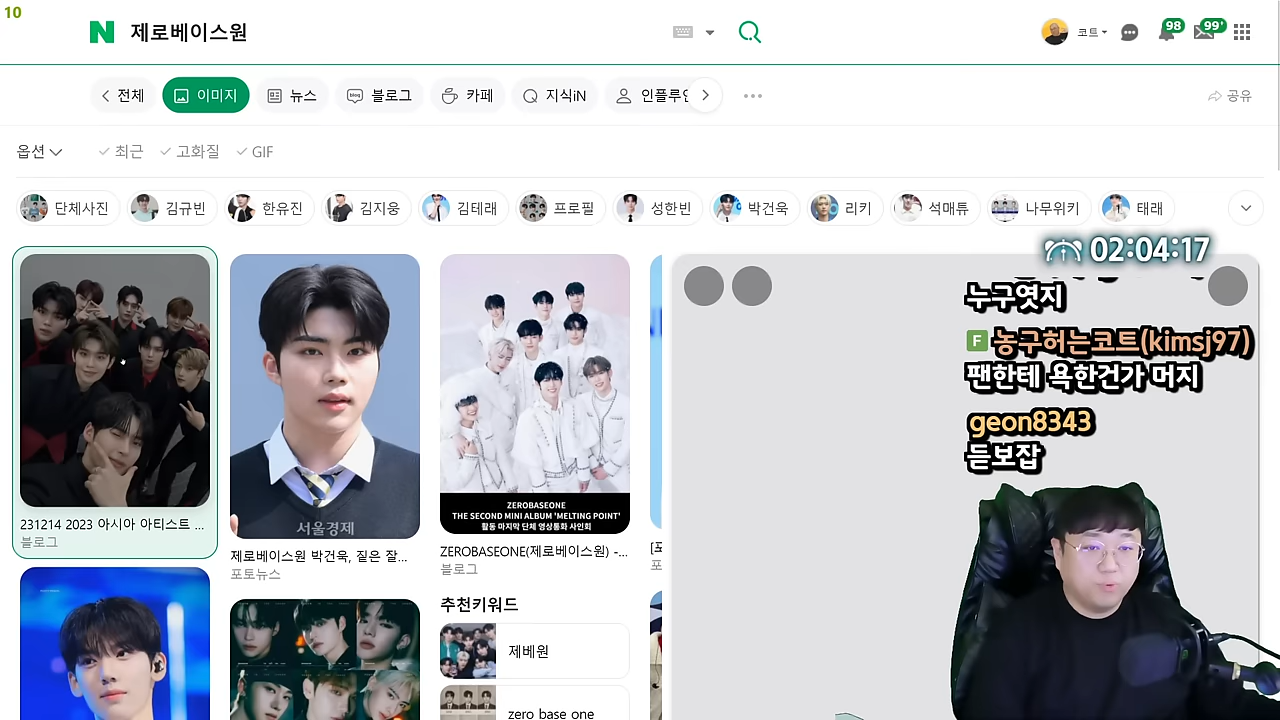 10
N 제로베이스원
코트
98
99+
전체
이미지
뉴스
blog 블로그
카페
지식iN
인플루언
공유
옵션
최근
고화질
GIF
단체사진
김규빈
한유진
김지웅
김태래
프로필
성한빈
박건욱
리키
석매튜
나무위키
태래
02:04:17
누구엿지
F 농구허는코트(kimsj97)
팬한테 욕한건가 머지
geon8343
듣보잡
서울경제
ZEROBASEONE
THE SECOND MINI ALBUM 'MELTING POINT'
활동 마지막 단체 영상통화 사인회
231214 2023 아시아 아티스트 ...
블로그
제로베이스원 박건욱, 짙은 잘...
포토뉴스
ZEROBASEONE(제로베이스원) -...
블로그
추천키워드
제베원
zero base one